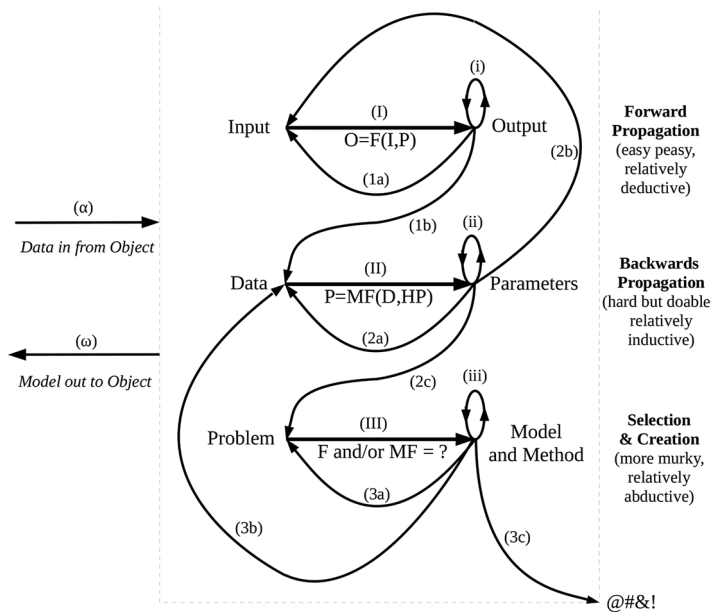 (i)
(I)
Input
Output
O=F(I,P)
(1a)
(2b)
Forward
Propagation
(easy peasy,
relatively
deductive)
(α)
Data in from Object
(1b)
(ii)
(II)
Data
Parameters
P=MF(D,HP)
(2a)
Backwards
Propagation
(hard but doable
relatively
inductive)
(ω)
Model out to Object
(2c)
(iii)
(III)
Problem
Model
and Method
F and/or MF = ?
(3a)
(3b)
(3c)
Selection
& Creation
(more murky,
relatively
abductive)
@#&!